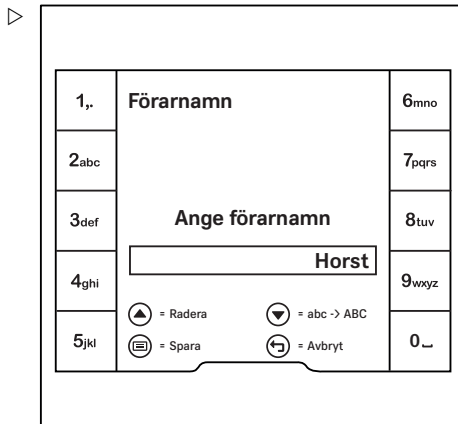 Förarnamn
1,.
2abc
3def
4ghi
5jkl
6mno
7pqrs
8tuv
9wxyz
0⎵
Ange förarnamn
Horst
= Radera
= abc -> ABC
= Spara
= Avbryt